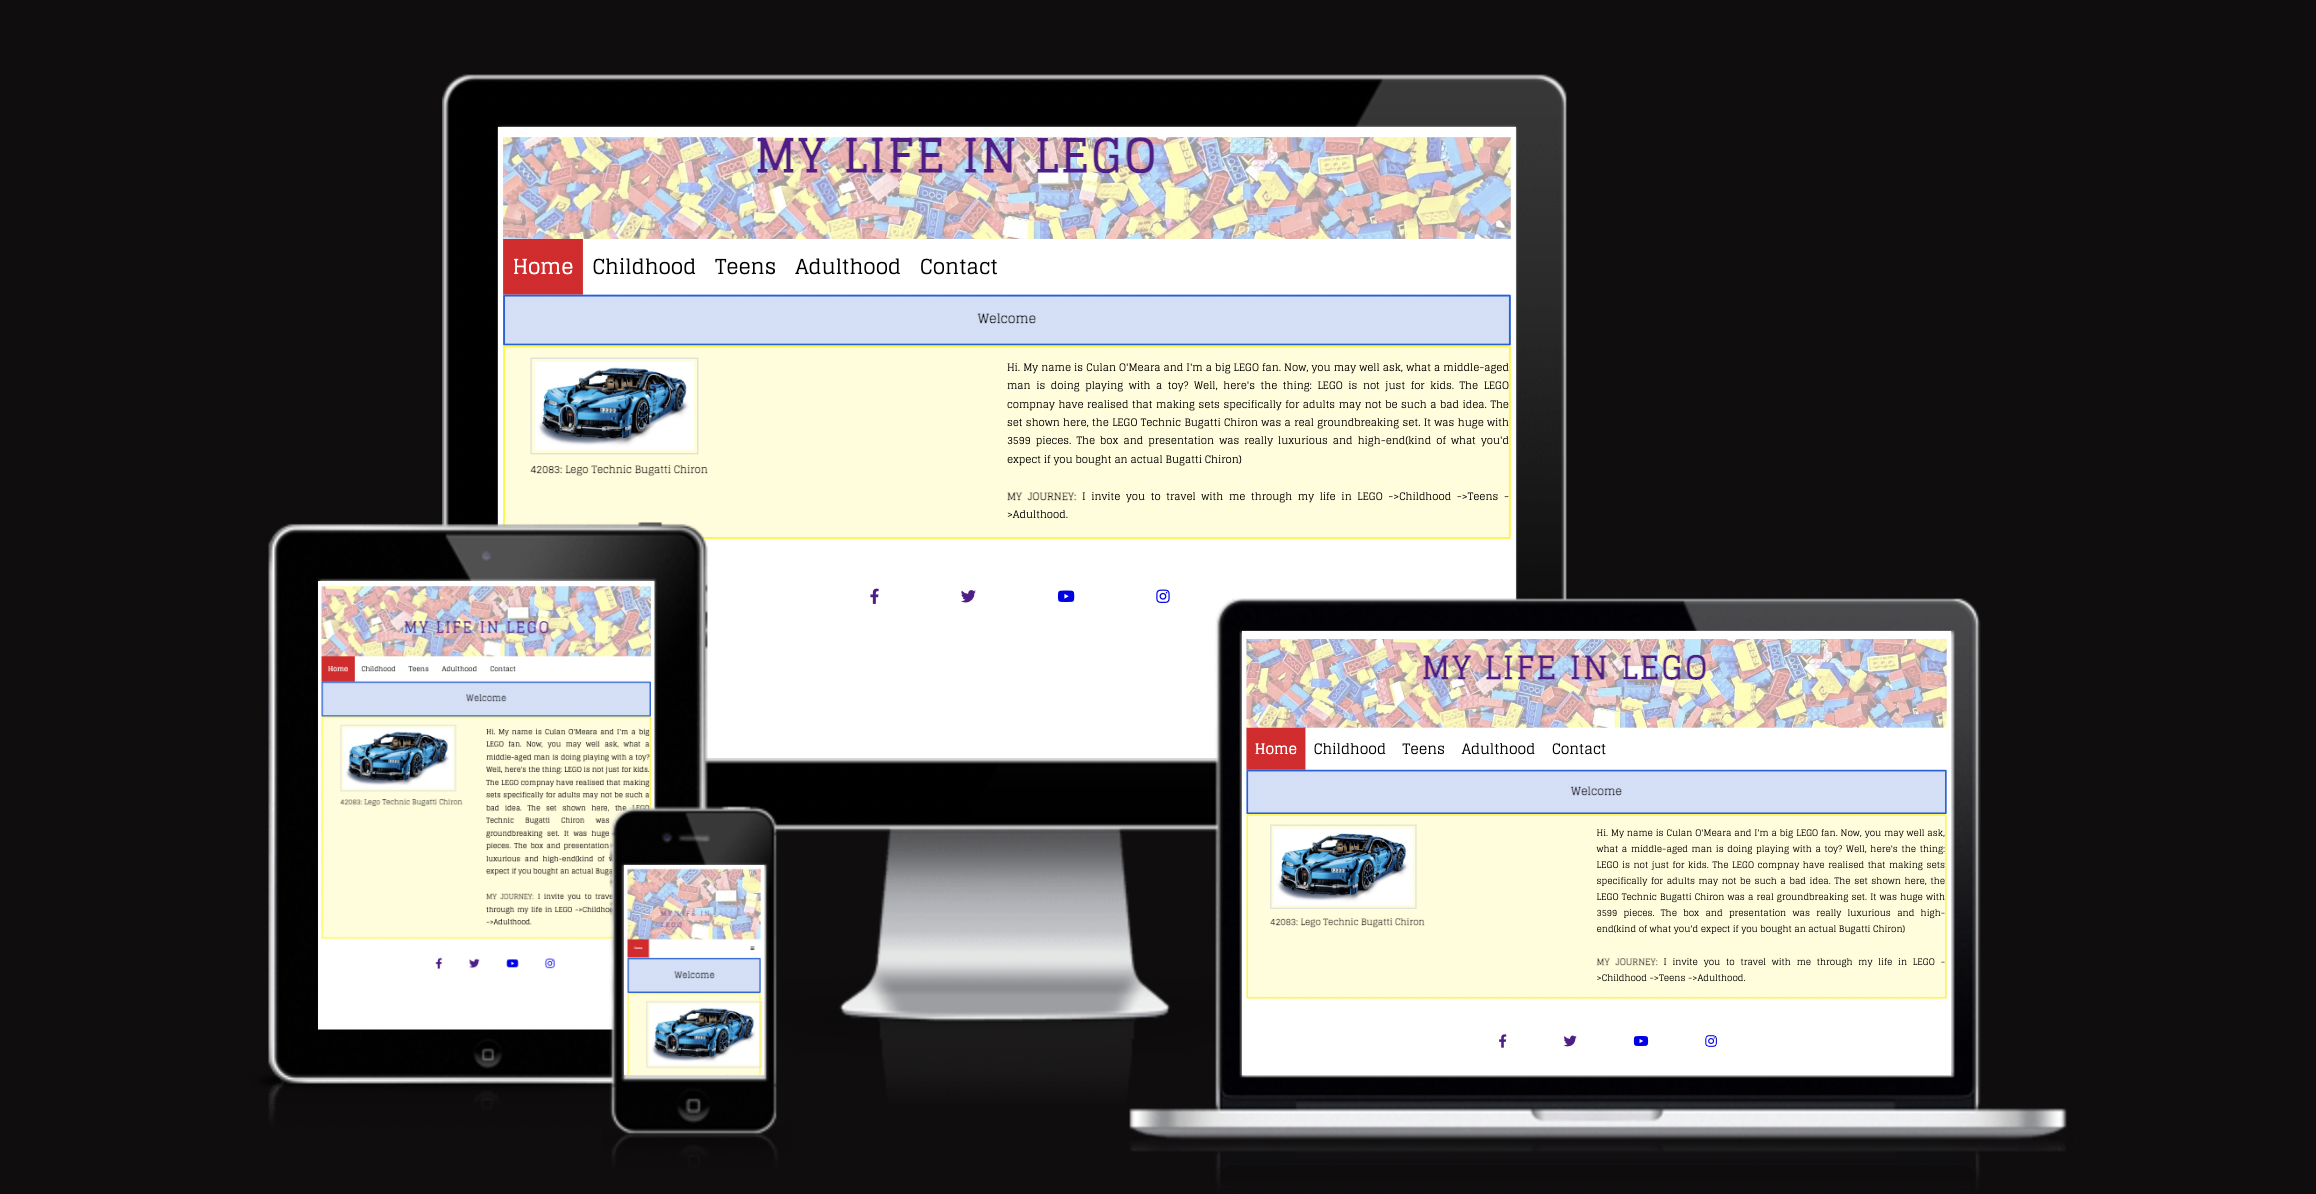 MY LIFE IN LEGO
Home Childhood Teens Adulthood Contact
Welcome
Hi. My name is Culan O'Meara and I'm a big LEGO fan. Now, you may well ask, what a middle-aged
man is doing playing with a toy? Well, here's the thing: LEGO is not just for kids. The LEGO
compnay have realised that making sets specifically for adults may not be such a bad idea. The
set shown here, the LEGO Technic Bugatti Chiron was a real groundbreaking set. It was huge with
3599 pieces. The box and presentation was really luxurious and high-end(kind of what you'd
expect if you bought an actual Bugatti Chiron)
42083: Lego Technic Bugatti Chiron
MY JOURNEY: I invite you to travel with me through my life in LEGO ->Childhood ->Teens -
>Adulthood.
MY LIFE IN LEGO
Home Childhood Teens Adulthood Contact
Welcome
Hi. My name is Culan O'Meara and I'm a big
LEGO fan. Now, you may well ask, what a
middle-aged man is doing playing with a toy?
Well, here's the thing: LEGO is not just for kids.
The LEGO compnay have realised that making
sets specifically for adults may not be such a
bad idea. The set shown here, the LEGO
Technic Bugatti Chiron was
groundbreaking set. It was huge
pieces. The box and presentation
luxurious and high-end(kind of
expect if you bought an actual
42083: Lego Technic Bugatti Chiron
MY JOURNEY: I invite you to
through my life in LEGO
->Adulthood.
MY LIFE IN
LEGO
Home
Welcome
MY LIFE IN LEGO
Home Childhood Teens Adulthood Contact
Welcome
Hi. My name is Culan O'Meara and I'm a big LEGO fan. Now, you may well ask,
what a middle-aged man is doing playing with a toy? Well, here's the thing:
LEGO is not just for kids. The LEGO compnay have realised that making sets
specifically for adults may not be such a bad idea. The set shown here, the
LEGO Technic Bugatti Chiron was a real groundbreaking set. It was huge with
3599 pieces. The box and presentation was really luxurious and high-
end(kind of what you'd expect if you bought an actual Bugatti Chiron)
42083: Lego Technic Bugatti Chiron
MY JOURNEY: I invite you to travel with me through my life in LEGO -
>Childhood ->Teens ->Adulthood.